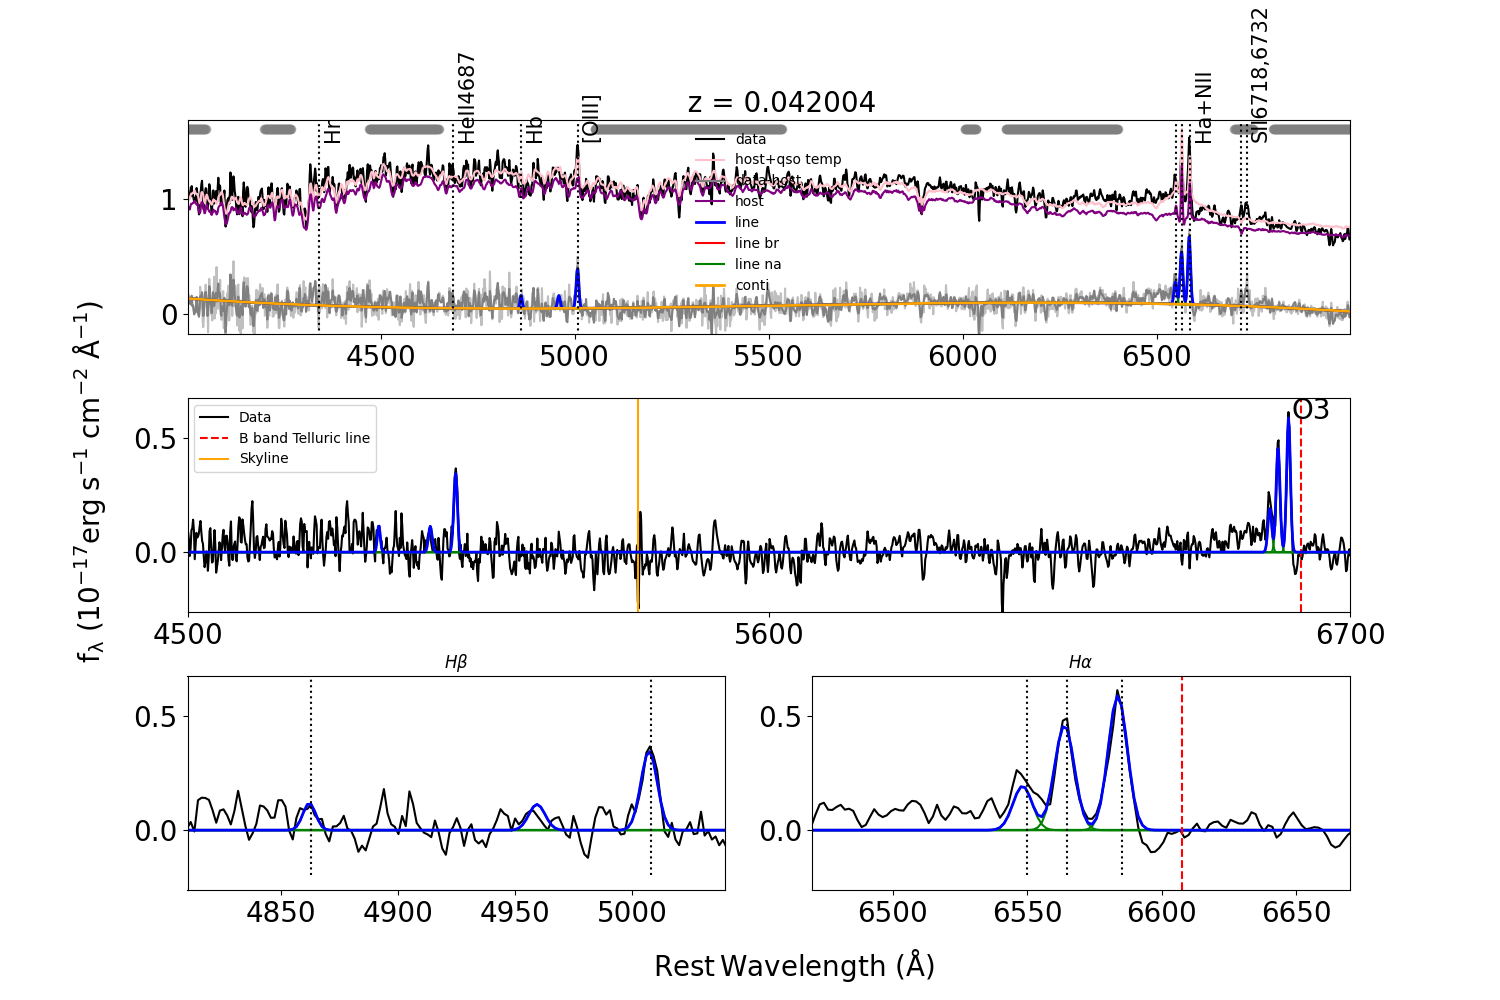 z = 0.042004
Hr
HeII4687
Hb
[OIII]
Ha+NII
SII6718,6732
data
host+qso temp
data-host
host
line
line br
line na
conti
1
0
4500
5000
5500
6000
6500
Data
B band Telluric line
Skyline
O3
0.5
0.0
4500
5600
6700
fλ (10⁻¹⁷erg s⁻¹ cm⁻² Å⁻¹)
Hβ
0.5
0.0
4850
4900
4950
5000
Hα
0.5
0.0
6500
6550
6600
6650
Rest Wavelength (Å)